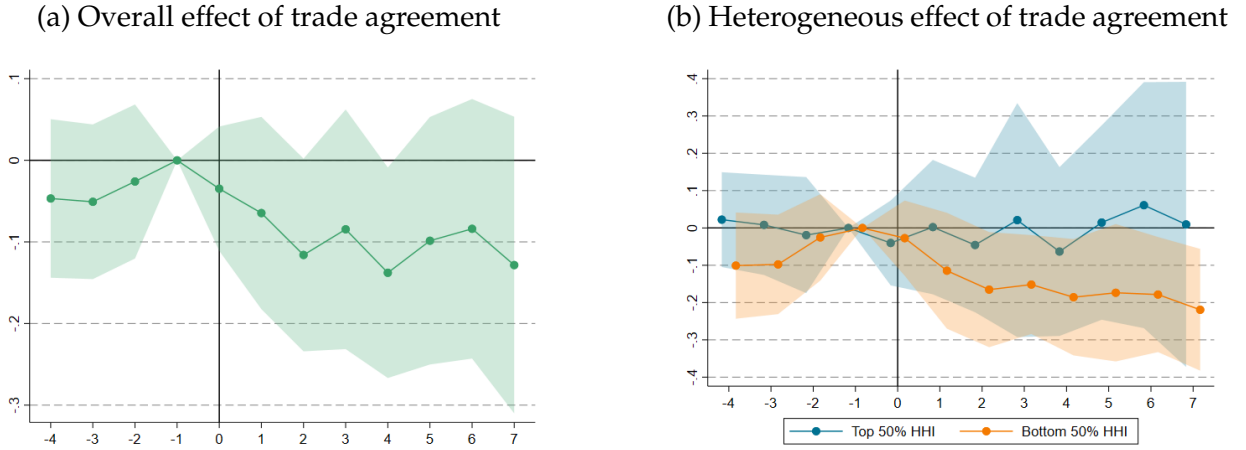 (a) Overall effect of trade agreement
.1
0
-.1
-.2
-.3
-4 -3 -2 -1 0 1 2 3 4 5 6 7
(b) Heterogeneous effect of trade agreement
.4
.3
.2
.1
0
-.1
-.2
-.3
-.4
-4 -3 -2 -1 0 1 2 3 4 5 6 7
Top 50% HHI Bottom 50% HHI